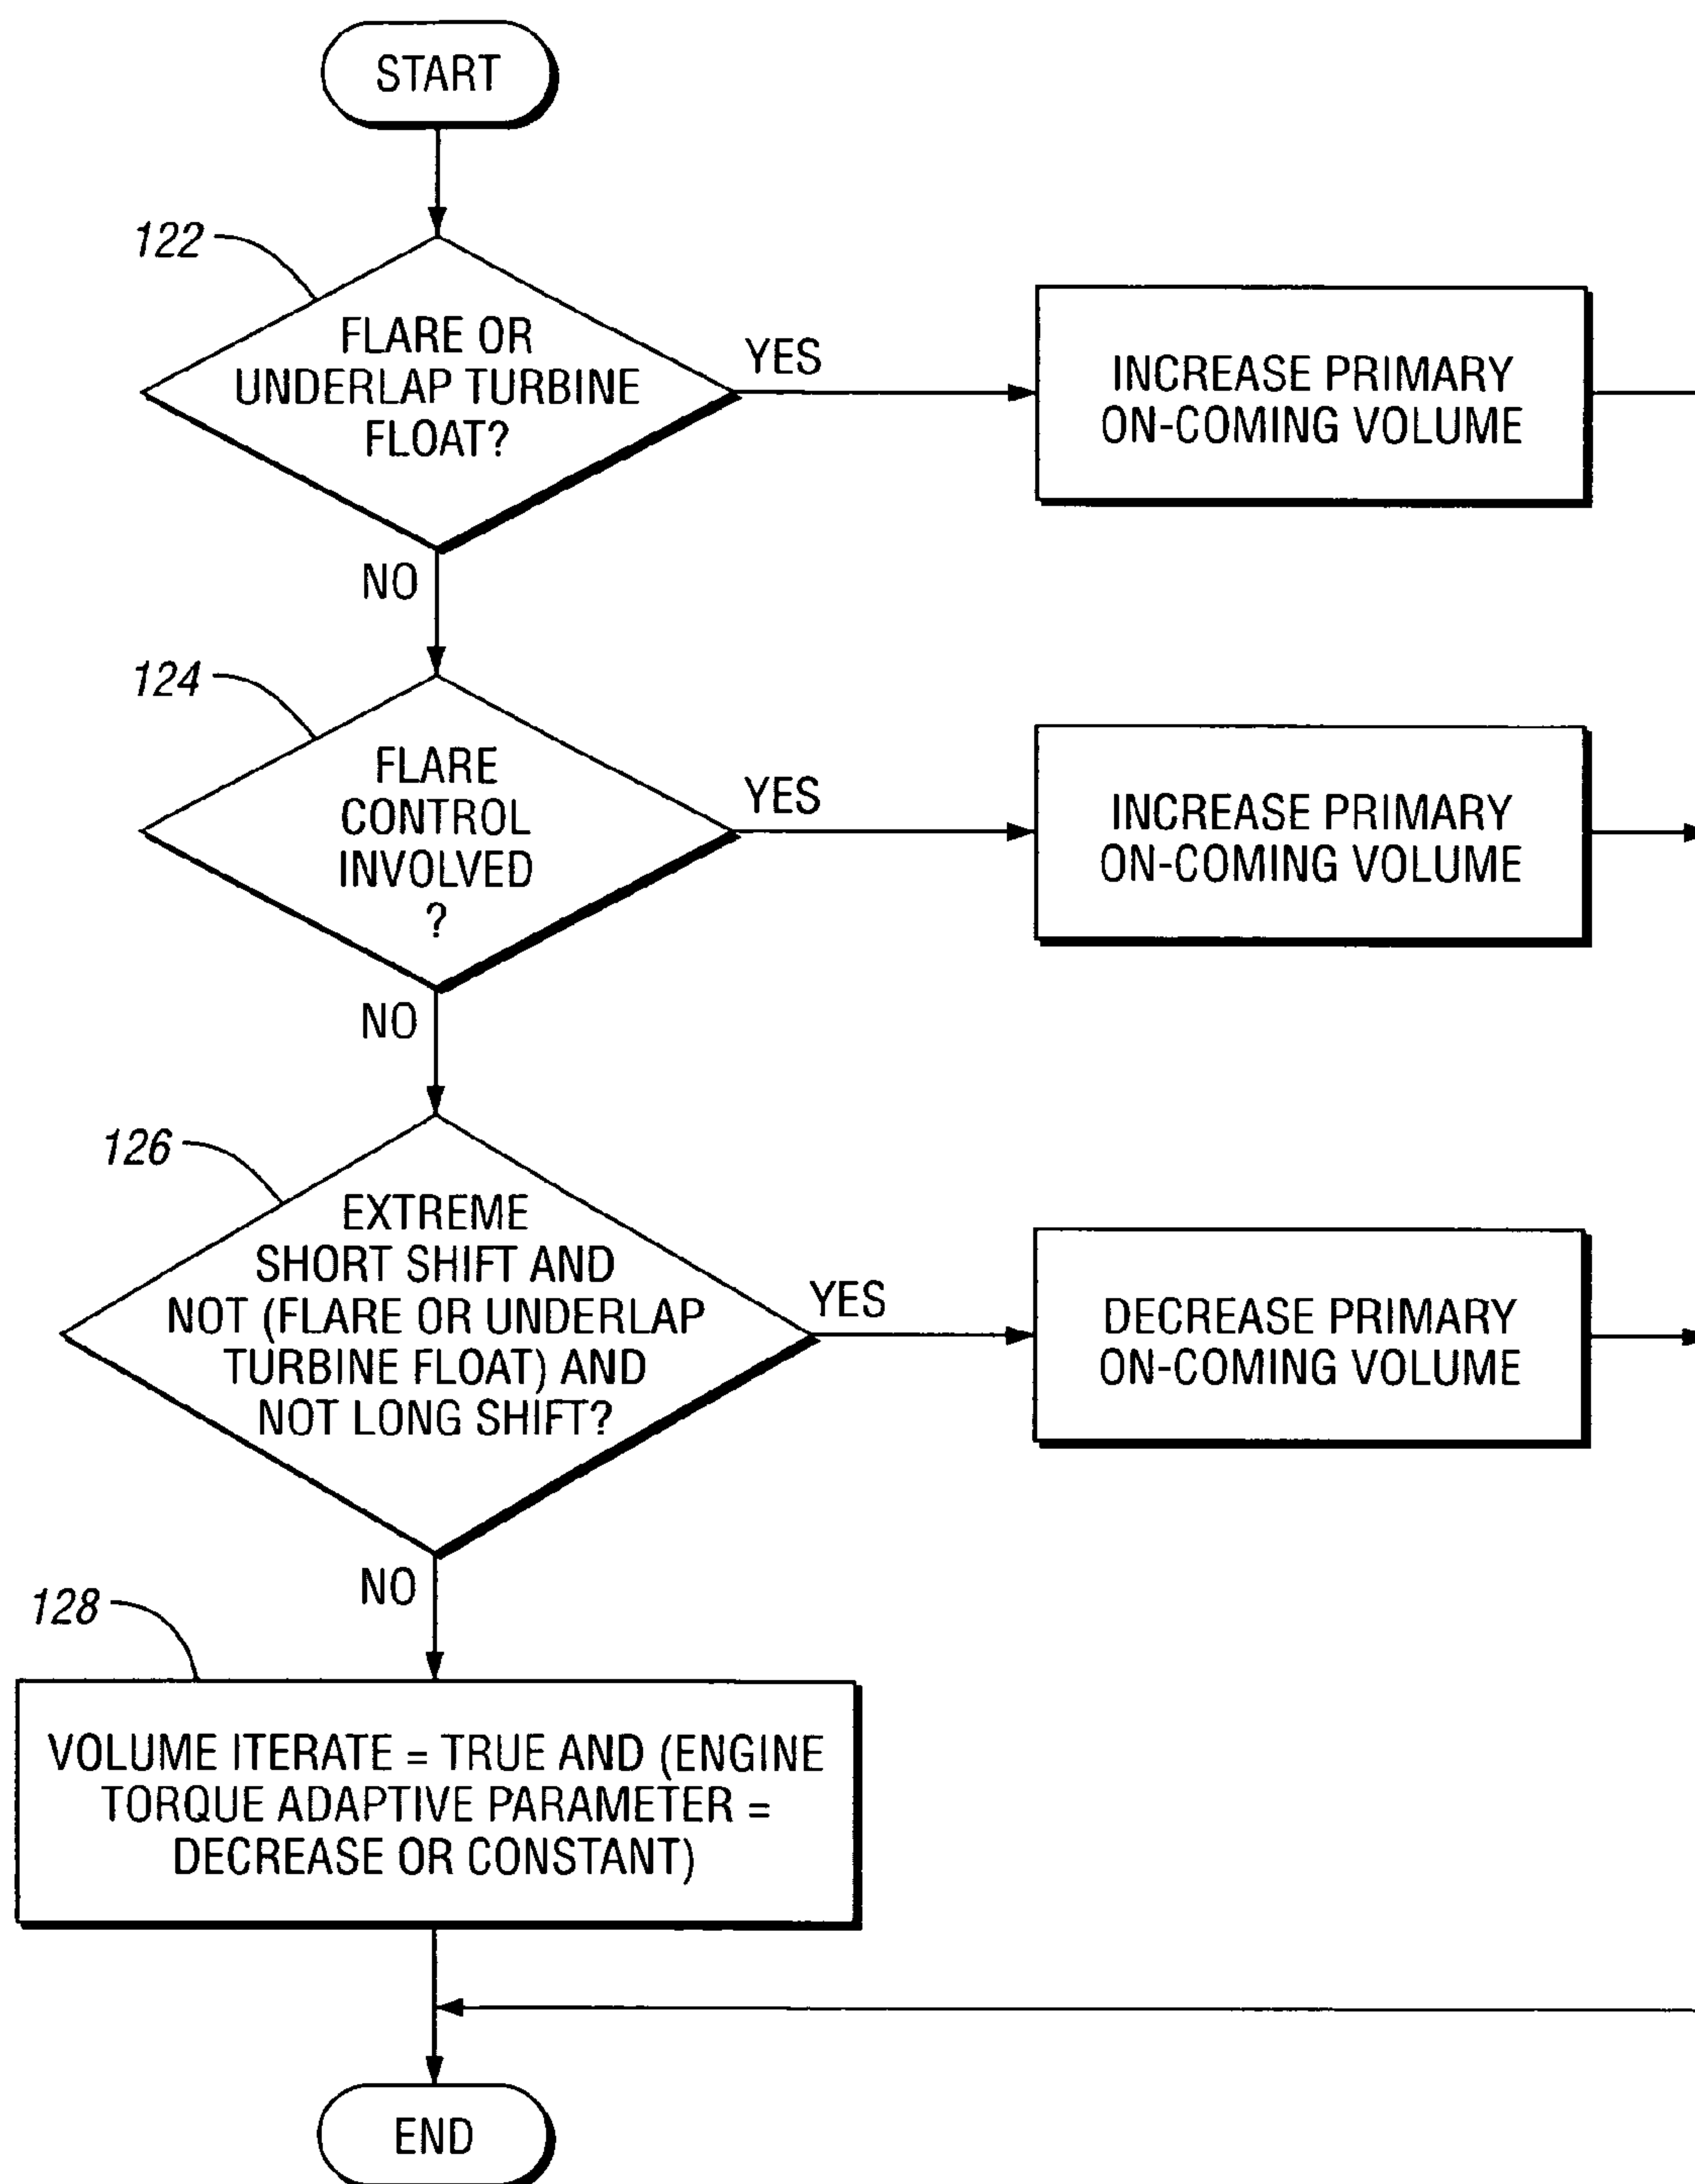 START
122
FLARE OR
UNDERLAP TURBINE
FLOAT?
YES
INCREASE PRIMARY
ON-COMING VOLUME
NO
124
FLARE
CONTROL
INVOLVED
?
YES
INCREASE PRIMARY
ON-COMING VOLUME
NO
126
EXTREME
SHORT SHIFT AND
NOT (FLARE OR UNDERLAP
TURBINE FLOAT) AND
NOT LONG SHIFT?
YES
DECREASE PRIMARY
ON-COMING VOLUME
NO
128
VOLUME ITERATE = TRUE AND (ENGINE
TORQUE ADAPTIVE PARAMETER =
DECREASE OR CONSTANT)
END